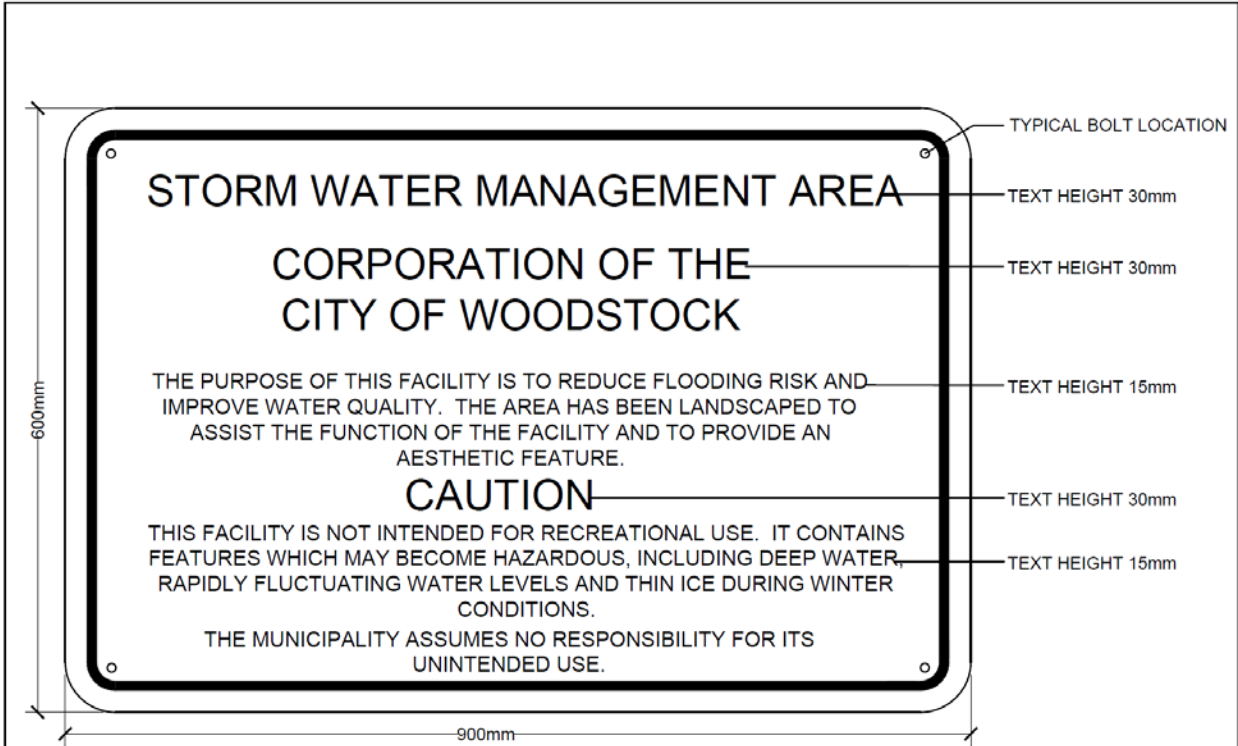 TYPICAL BOLT LOCATION
STORM WATER MANAGEMENT AREA
TEXT HEIGHT 30mm
CORPORATION OF THE
TEXT HEIGHT 30mm
CITY OF WOODSTOCK
THE PURPOSE OF THIS FACILITY IS TO REDUCE FLOODING RISK AND
TEXT HEIGHT 15mm
IMPROVE WATER QUALITY. THE AREA HAS BEEN LANDSCAPED TO
ASSIST THE FUNCTION OF THE FACILITY AND TO PROVIDE AN
AESTHETIC FEATURE.
CAUTION
TEXT HEIGHT 30mm
THIS FACILITY IS NOT INTENDED FOR RECREATIONAL USE. IT CONTAINS
FEATURES WHICH MAY BECOME HAZARDOUS, INCLUDING DEEP WATER,
TEXT HEIGHT 15mm
RAPIDLY FLUCTUATING WATER LEVELS AND THIN ICE DURING WINTER
CONDITIONS.
THE MUNICIPALITY ASSUMES NO RESPONSIBILITY FOR ITS
UNINTENDED USE.
600mm
900mm